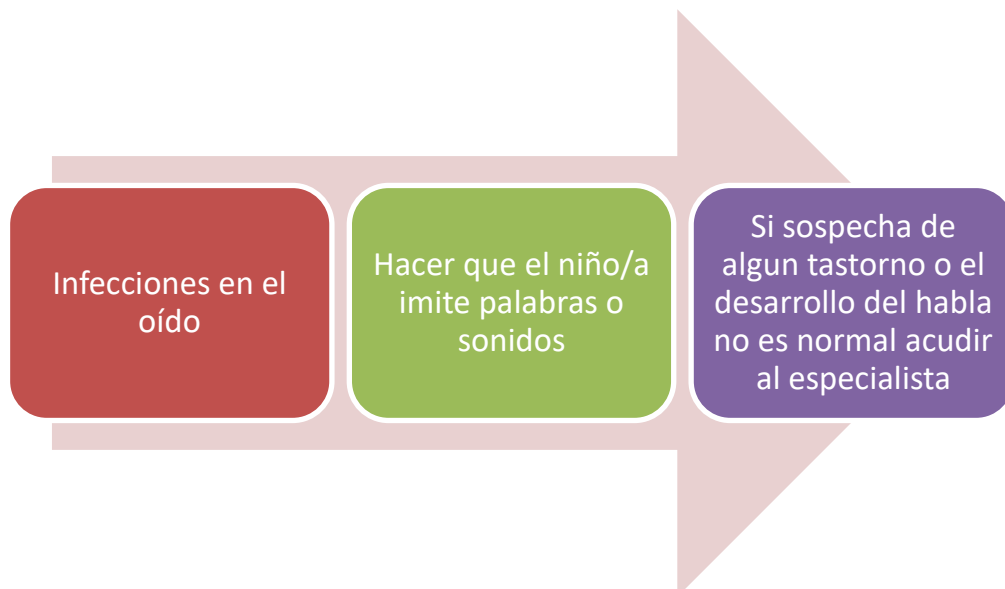 Infecciones en el
oído
Hacer que el niño/a
imite palabras o
sonidos
Si sospecha de
algun tastorno o el
desarrollo del habla
no es normal acudir
al especialista